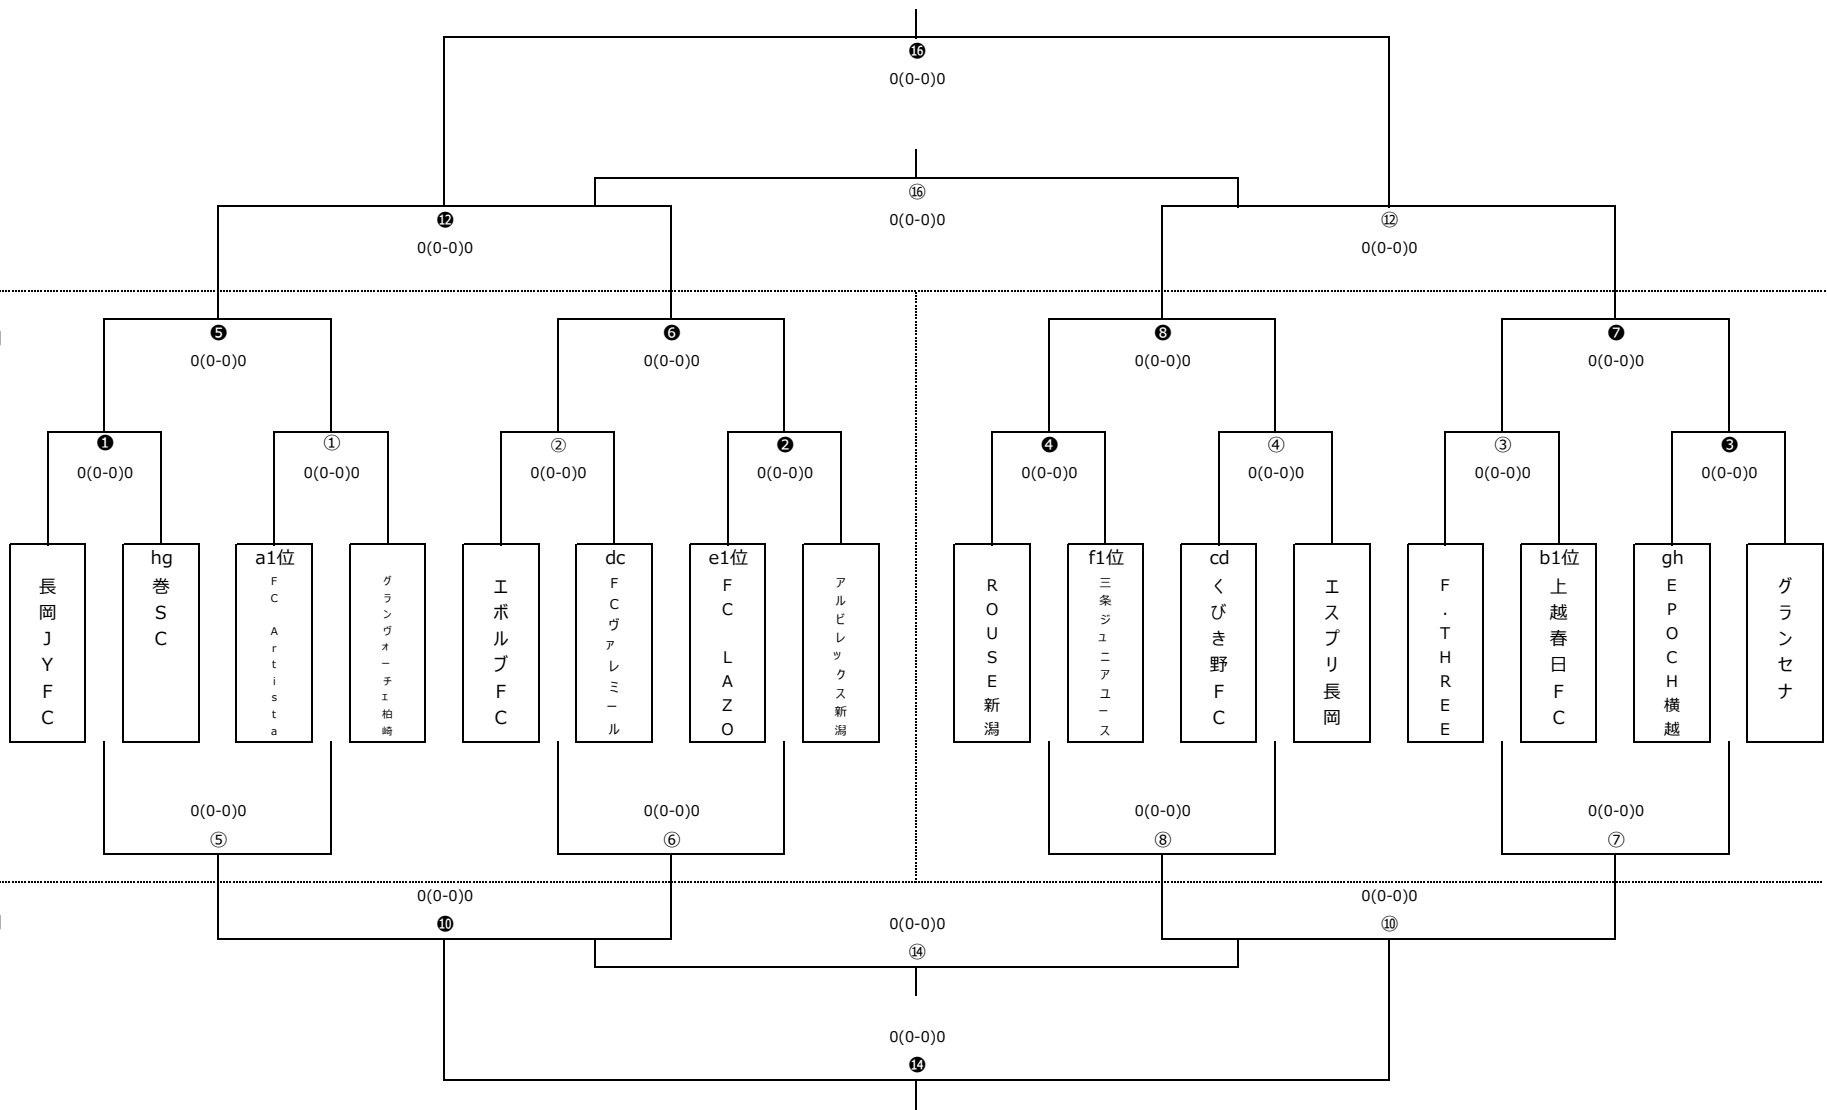 ⓰
0(0-0)0
⑯
0(0-0)0
⓬
0(0-0)0
⑫
0(0-0)0
❺
0(0-0)0
❻
0(0-0)0
❽
0(0-0)0
❼
0(0-0)0
❶
0(0-0)0
①
0(0-0)0
②
0(0-0)0
❷
0(0-0)0
❹
0(0-0)0
④
0(0-0)0
③
0(0-0)0
❸
0(0-0)0
長岡JYFC
hg
巻SC
a1位
FC Artista
グランヴォーチェ柏崎
エボルブFC
dc
FCヴァレミール
e1位
FC LAZO
アルビレックス新潟
ROUSE新潟
f1位
三条ジュニアユース
cd
くびき野FC
エスプリ長岡
F.THREE
b1位
上越春日FC
gh
EPOCH横越
グランセナ
0(0-0)0
⑤
0(0-0)0
⑥
0(0-0)0
⑧
0(0-0)0
⑦
0(0-0)0
❿
0(0-0)0
⑩
0(0-0)0
⑭
0(0-0)0
⓮